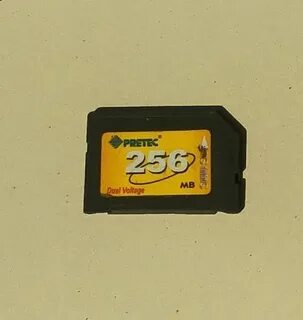 PRETEC®
256
MB
Dual Voltage